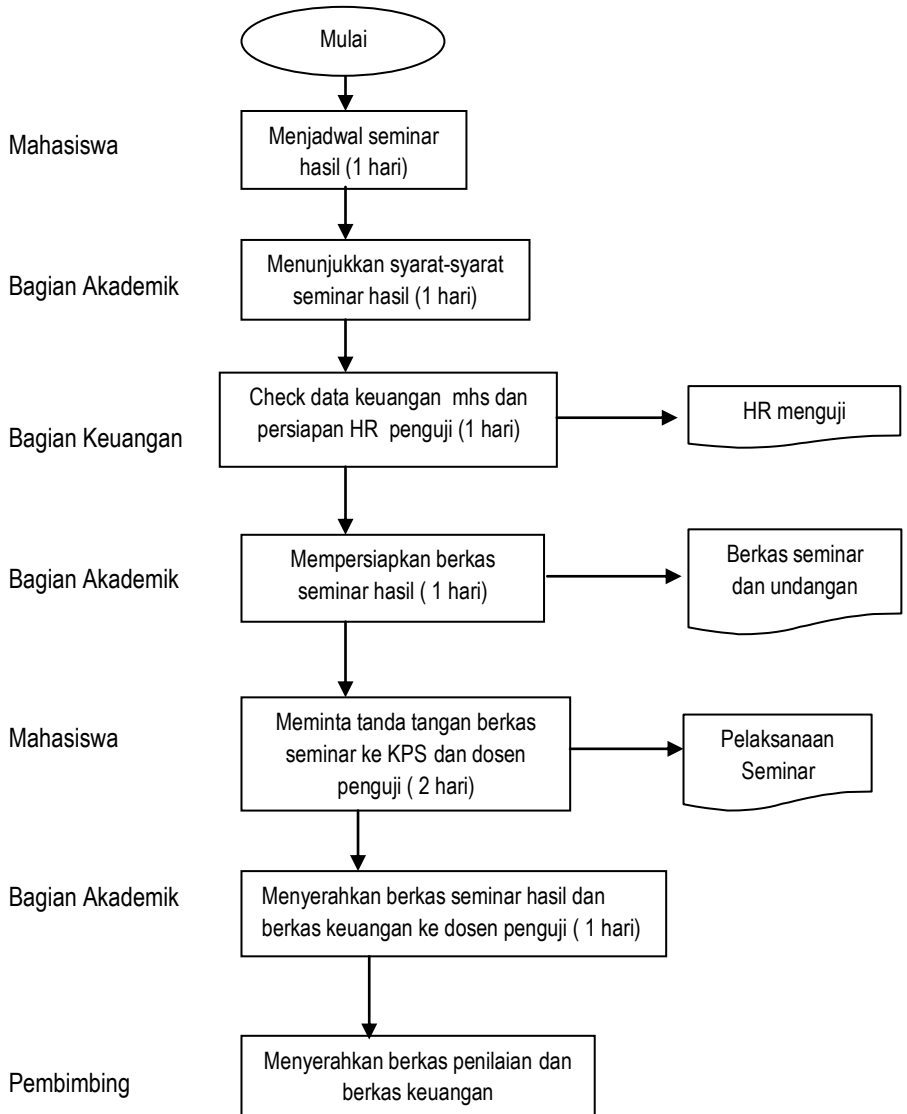 Mulai
Mahasiswa
Menjadwal seminar
hasil (1 hari)
Bagian Akademik
Menunjukkan syarat-syarat
seminar hasil (1 hari)
Bagian Keuangan
Check data keuangan mhs dan
persiapan HR penguji (1 hari)
HR menguji
Bagian Akademik
Mempersiapkan berkas
seminar hasil ( 1 hari)
Berkas seminar
dan undangan
Mahasiswa
Meminta tanda tangan berkas
seminar ke KPS dan dosen
penguji ( 2 hari)
Pelaksanaan
Seminar
Bagian Akademik
Menyerahkan berkas seminar hasil dan
berkas keuangan ke dosen penguji ( 1 hari)
Pembimbing
Menyerahkan berkas penilaian dan
berkas keuangan